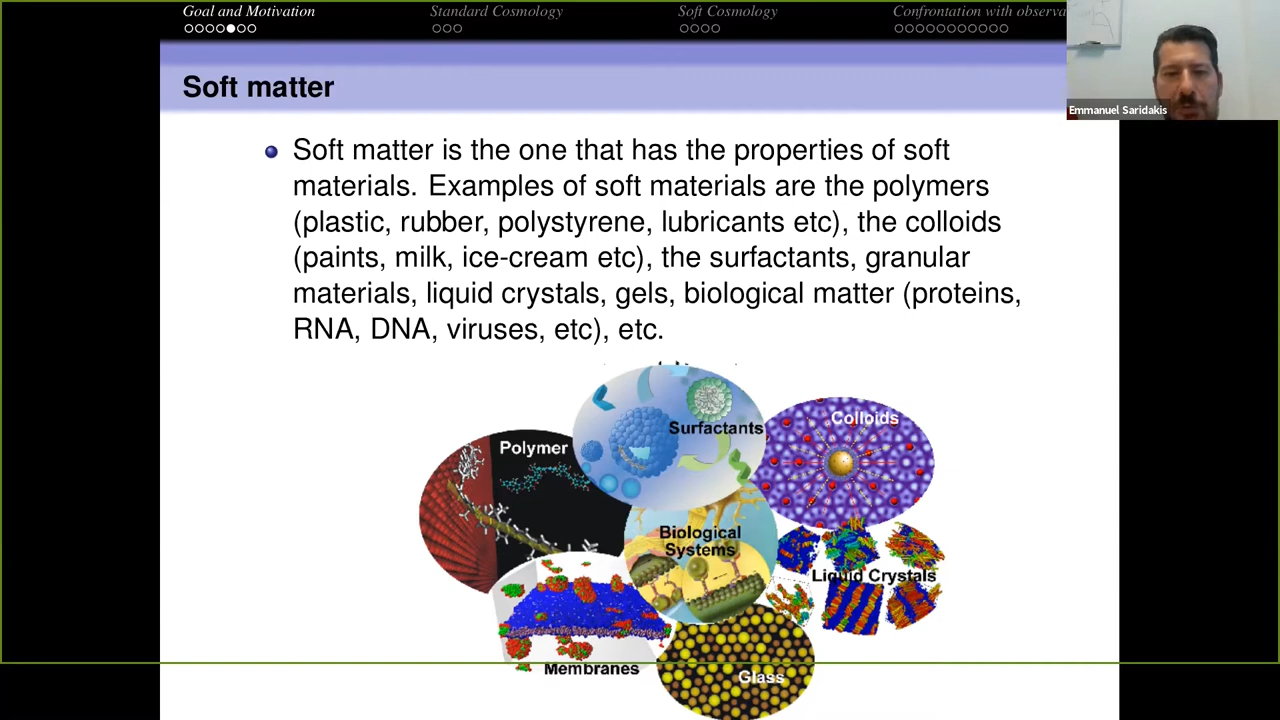 Goal and Motivation
Standard Cosmology
Soft Cosmology
Confrontation with observa
Emmanuel Saridakis
Soft matter
Soft matter is the one that has the properties of soft
materials. Examples of soft materials are the polymers
(plastic, rubber, polystyrene, lubricants etc), the colloids
(paints, milk, ice-cream etc), the surfactants, granular
materials, liquid crystals, gels, biological matter (proteins,
RNA, DNA, viruses, etc), etc.
Surfactants
Colloids
Polymer
Biological
Systems
Liquid Crystals
Membranes
Glass